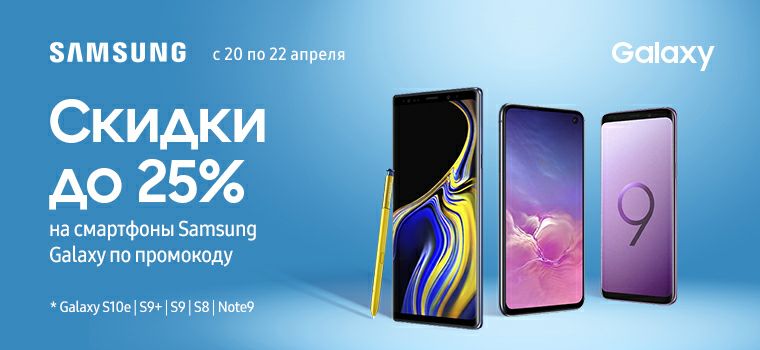 SAMSUNG
с 20 по 22 апреля
Galaxy
Скидки
до 25%
на смартфоны Samsung
Galaxy по промокоду
* Galaxy S10e | S9+ | S9 | S8 | Note9
9